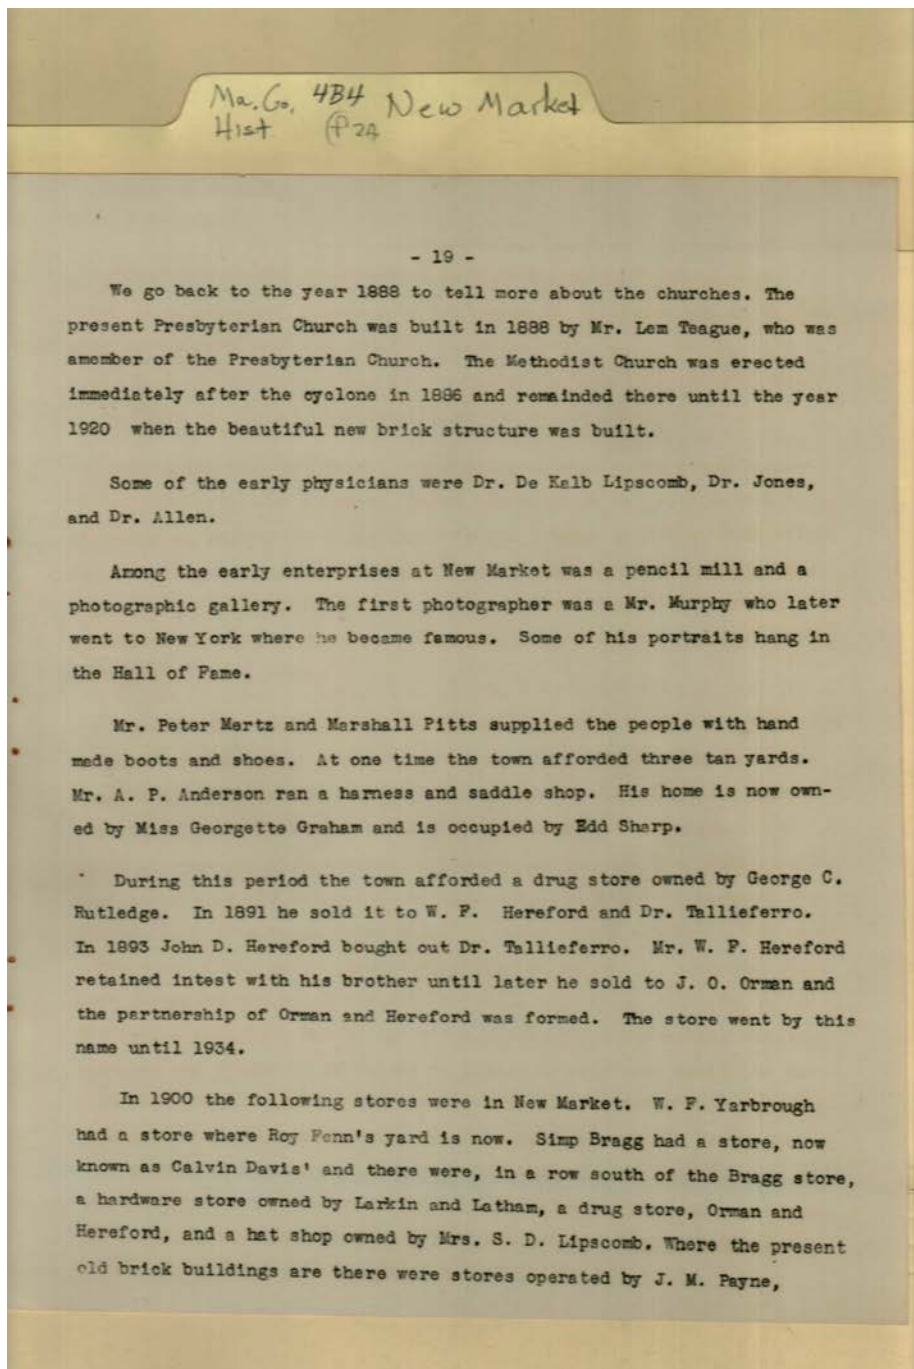 Ma. Co. 4B4 New Market
Hist P2A
- 19 -
We go back to the year 1888 to tell more about the churches. The
present Presbyterian Church was built in 1888 by Mr. Lem Teague, who was
amember of the Presbyterian Church. The Methodist Church was erected
immediately after the cyclone in 1886 and remainded there until the year
1920 when the beautiful new brick structure was built.
Some of the early physicians were Dr. De Kalb Lipscomb, Dr. Jones,
and Dr. Allen.
Among the early enterprises at New Market was a pencil mill and a
photographic gallery. The first photographer was a Mr. Murphy who later
went to New York where he became famous. Some of his portraits hang in
the Hall of Fame.
Mr. Peter Mertz and Marshall Pitts supplied the people with hand
made boots and shoes. At one time the town afforded three tan yards.
Mr. A. P. Anderson ran a harness and saddle shop. His home is now own-
ed by Miss Georgette Graham and is occupied by Edd Sharp.
During this period the town afforded a drug store owned by George C.
Rutledge. In 1891 he sold it to W. F. Hereford and Dr. Tallieferro.
In 1893 John D. Hereford bought out Dr. Tallieferro. Mr. W. F. Hereford
retained intest with his brother until later he sold to J. O. Orman and
the partnership of Orman and Hereford was formed. The store went by this
name until 1934.
In 1900 the following stores were in New Market. W. F. Yarbrough
had a store where Roy Fenn's yard is now. Simp Bragg had a store, now
known as Calvin Davis' and there were, in a row south of the Bragg store,
a hardware store owned by Larkin and Latham, a drug store, Orman and
Hereford, and a hat shop owned by Mrs. S. D. Lipscomb. Where the present
old brick buildings are there were stores operated by J. M. Payne,